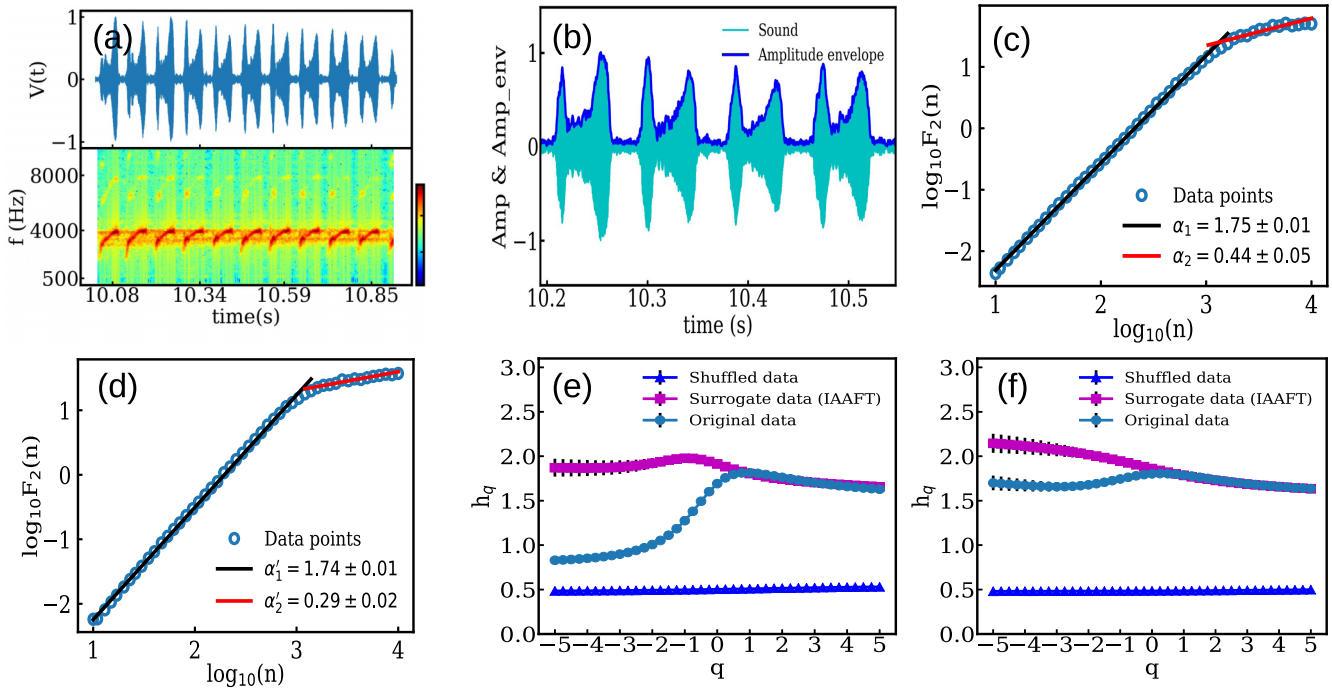 (a)
V(t)
1
0
−1
f (Hz)
8000
4000
500
10.08 10.34 10.59 10.85
time(s)
(b)
Sound
Amplitude envelope
Amp & Amp_env
1
0
−1
10.2 10.3 10.4 10.5
time (s)
(c)
log₁₀F₂(n)
1
0
−1
−2
Data points
α₁ = 1.75 ± 0.01
α₂ = 0.44 ± 0.05
1 2 3 4
log₁₀(n)
(d)
log₁₀F₂(n)
1
0
−1
−2
Data points
α′₁ = 1.74 ± 0.01
α′₂ = 0.29 ± 0.02
1 2 3 4
log₁₀(n)
(e)
Shuffled data
Surrogate data (IAAFT)
Original data
h_q
3.0
2.5
2.0
1.5
1.0
0.5
0.0
−5 −4 −3 −2 −1 0 1 2 3 4 5
q
(f)
Shuffled data
Surrogate data (IAAFT)
Original data
h_q
3.0
2.5
2.0
1.5
1.0
0.5
0.0
−5 −4 −3 −2 −1 0 1 2 3 4 5
q